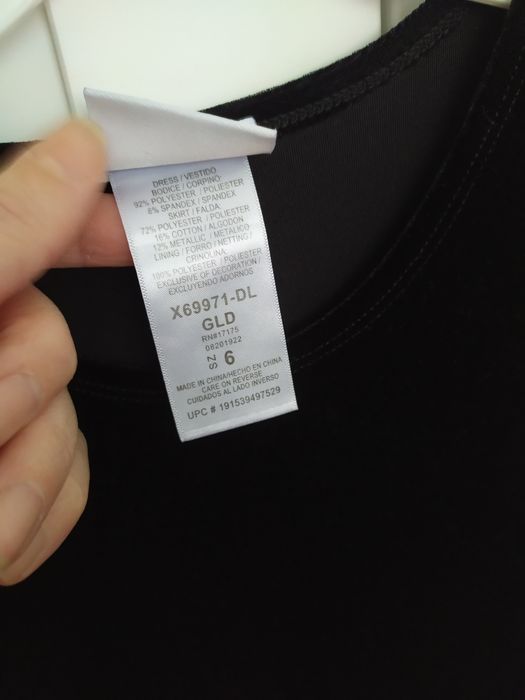 DRESS / VESTIDO
BODICE / CORPINO:
92% POLYESTER / POLIESTER
8% SPANDEX / SPANDEX
SKIRT / FALDA:
72% POLYESTER / POLIESTER
16% COTTON / ALGODON
12% METALLIC / METALICO
LINING / FORRO / NETTING /
CRINOLINA:
100% POLYESTER / POLIESTER
EXCLUSIVE OF DECORATION /
EXCLUYENDO ADORNOS
X69971-DL
GLD
RN#17175
08201922
SZ 6
MADE IN CHINA/HECHO EN CHINA
CARE ON REVERSE
CUIDADOS AL LADO INVERSO
UPC # 191539497529